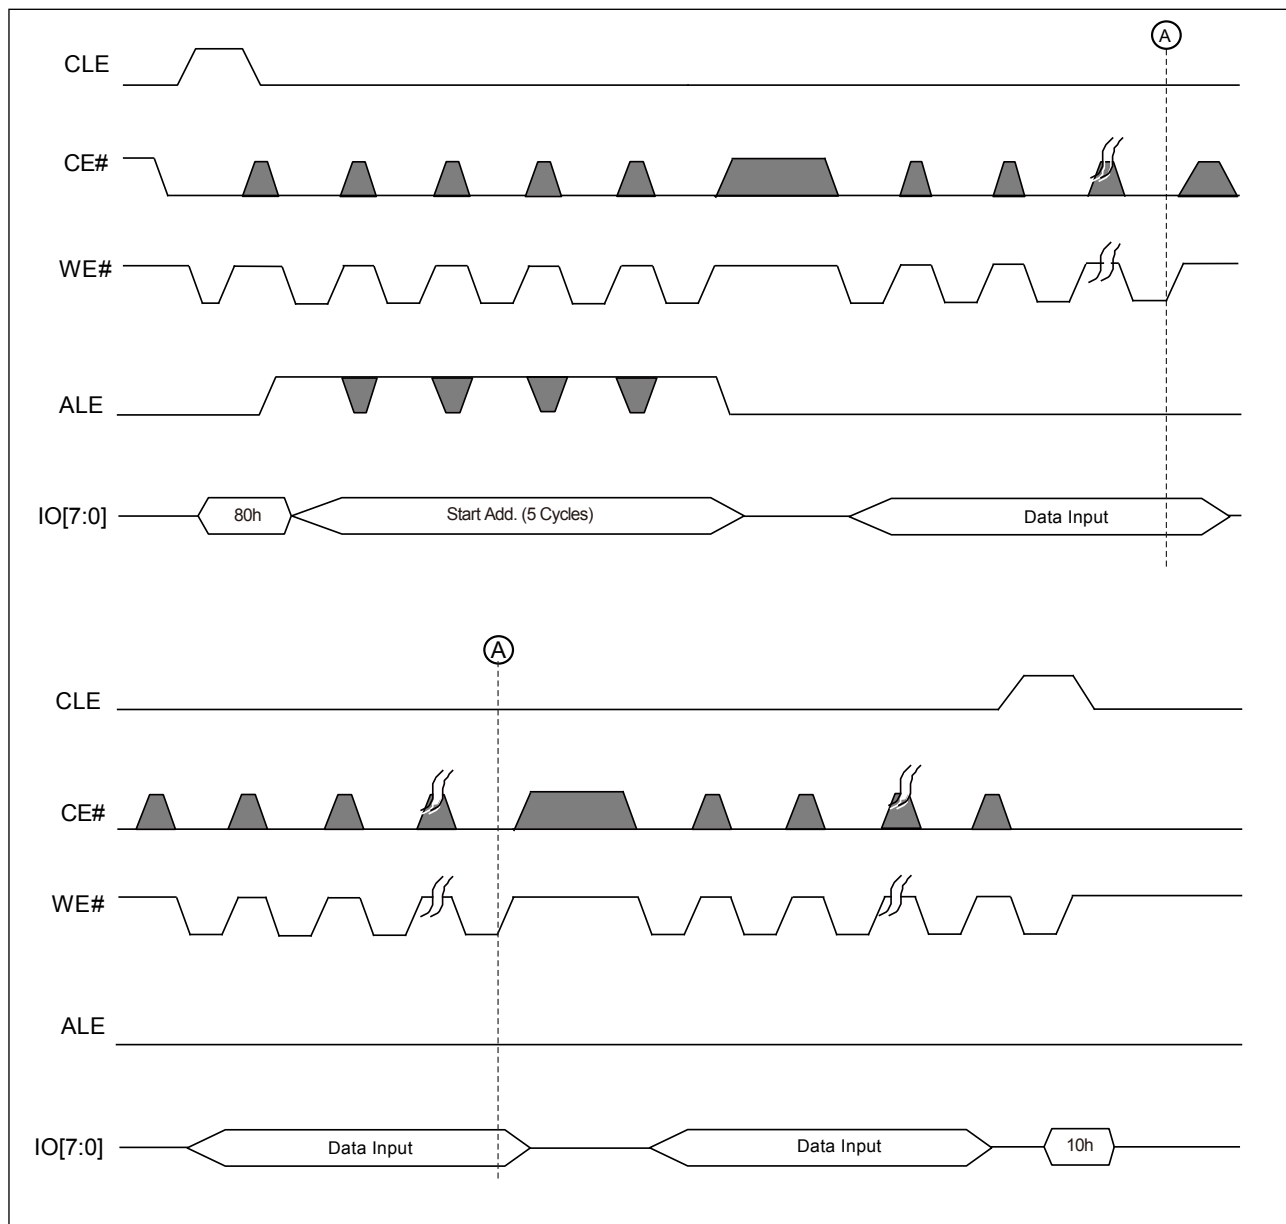 A
CLE
CE#
WE#
ALE
IO[7:0]
80h
Start Add. (5 Cycles)
Data Input
A
CLE
CE#
WE#
ALE
IO[7:0]
Data Input
Data Input
10h